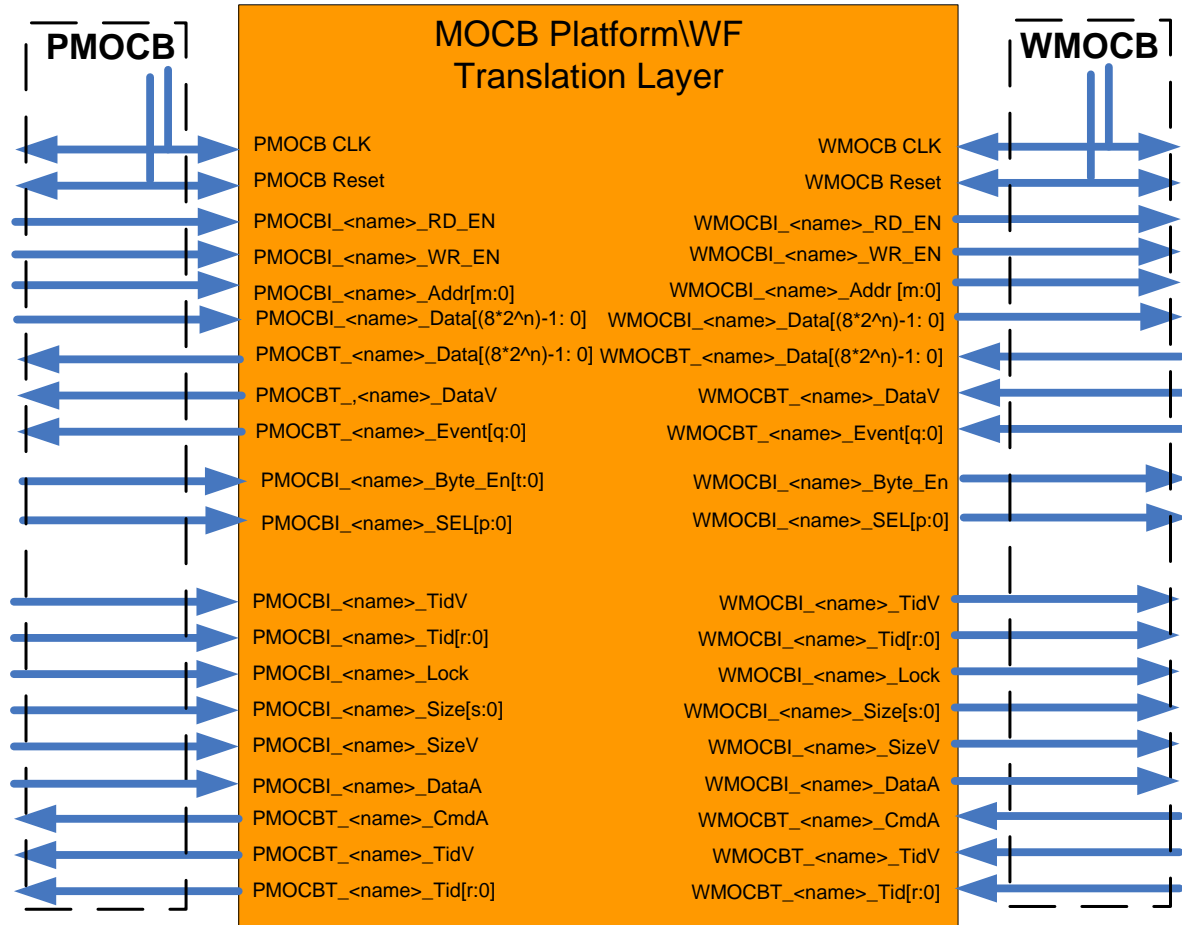 PMOCB
MOCB Platform\WF
Translation Layer
WMOCB
PMOCB CLK
WMOCB CLK
PMOCB Reset
WMOCB Reset
PMOCBI_<name>_RD_EN
WMOCBI_<name>_RD_EN
PMOCBI_<name>_WR_EN
WMOCBI_<name>_WR_EN
PMOCBI_<name>_Addr[m:0]
WMOCBI_<name>_Addr [m:0]
PMOCBI_<name>_Data[(8*2^n)-1: 0]
WMOCBI_<name>_Data[(8*2^n)-1: 0]
PMOCBT_<name>_Data[(8*2^n)-1: 0]
WMOCBT_<name>_Data[(8*2^n)-1: 0]
PMOCBT_,<name>_DataV
WMOCBT_<name>_DataV
PMOCBT_<name>_Event[q:0]
WMOCBT_<name>_Event[q:0]
PMOCBI_<name>_Byte_En[t:0]
WMOCBI_<name>_Byte_En
PMOCBI_<name>_SEL[p:0]
WMOCBI_<name>_SEL[p:0]
PMOCBI_<name>_TidV
WMOCBI_<name>_TidV
PMOCBI_<name>_Tid[r:0]
WMOCBI_<name>_Tid[r:0]
PMOCBI_<name>_Lock
WMOCBI_<name>_Lock
PMOCBI_<name>_Size[s:0]
WMOCBI_<name>_Size[s:0]
PMOCBI_<name>_SizeV
WMOCBI_<name>_SizeV
PMOCBI_<name>_DataA
WMOCBI_<name>_DataA
PMOCBT_<name>_CmdA
WMOCBT_<name>_CmdA
PMOCBT_<name>_TidV
WMOCBT_<name>_TidV
PMOCBT_<name>_Tid[r:0]
WMOCBT_<name>_Tid[r:0]